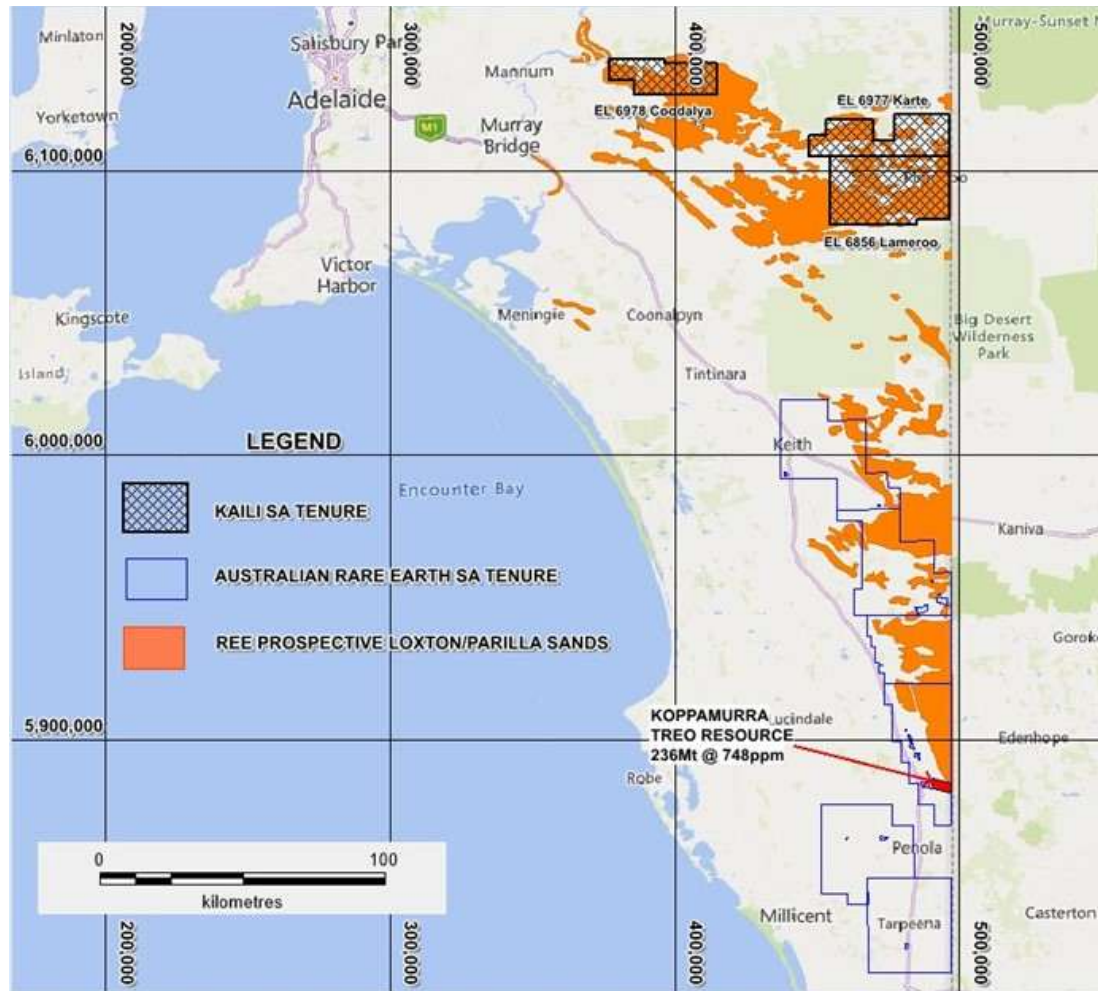 Minlaton
200,000
Salisbury Par
300,000
Mannum
400,000
500,000
Murray-Sunset N
Yorketown
Adelaide
M1
Murray
Bridge
EL 6978 Coodalya
EL 6977 Karte
6,100,000
EL 6856 Lameroo
Victor
Harbor
Kingscote
Island
Meningie
Coonalpyn
Big Desert
Wilderness
Park
Tintinara
6,000,000
LEGEND
Keith
Encounter Bay
KAILI SA TENURE
Kaniva
AUSTRALIAN RARE EARTH SA TENURE
REE PROSPECTIVE LOXTON/PARILLA SANDS
Goroke
5,900,000
KOPPAMURRA
TREO RESOURCE
236Mt @ 748ppm
Lucindale
Edenhope
Robe
0
100
kilometres
Penola
Millicent
Tarpeena
Casterton
200,000
300,000
400,000
500,000